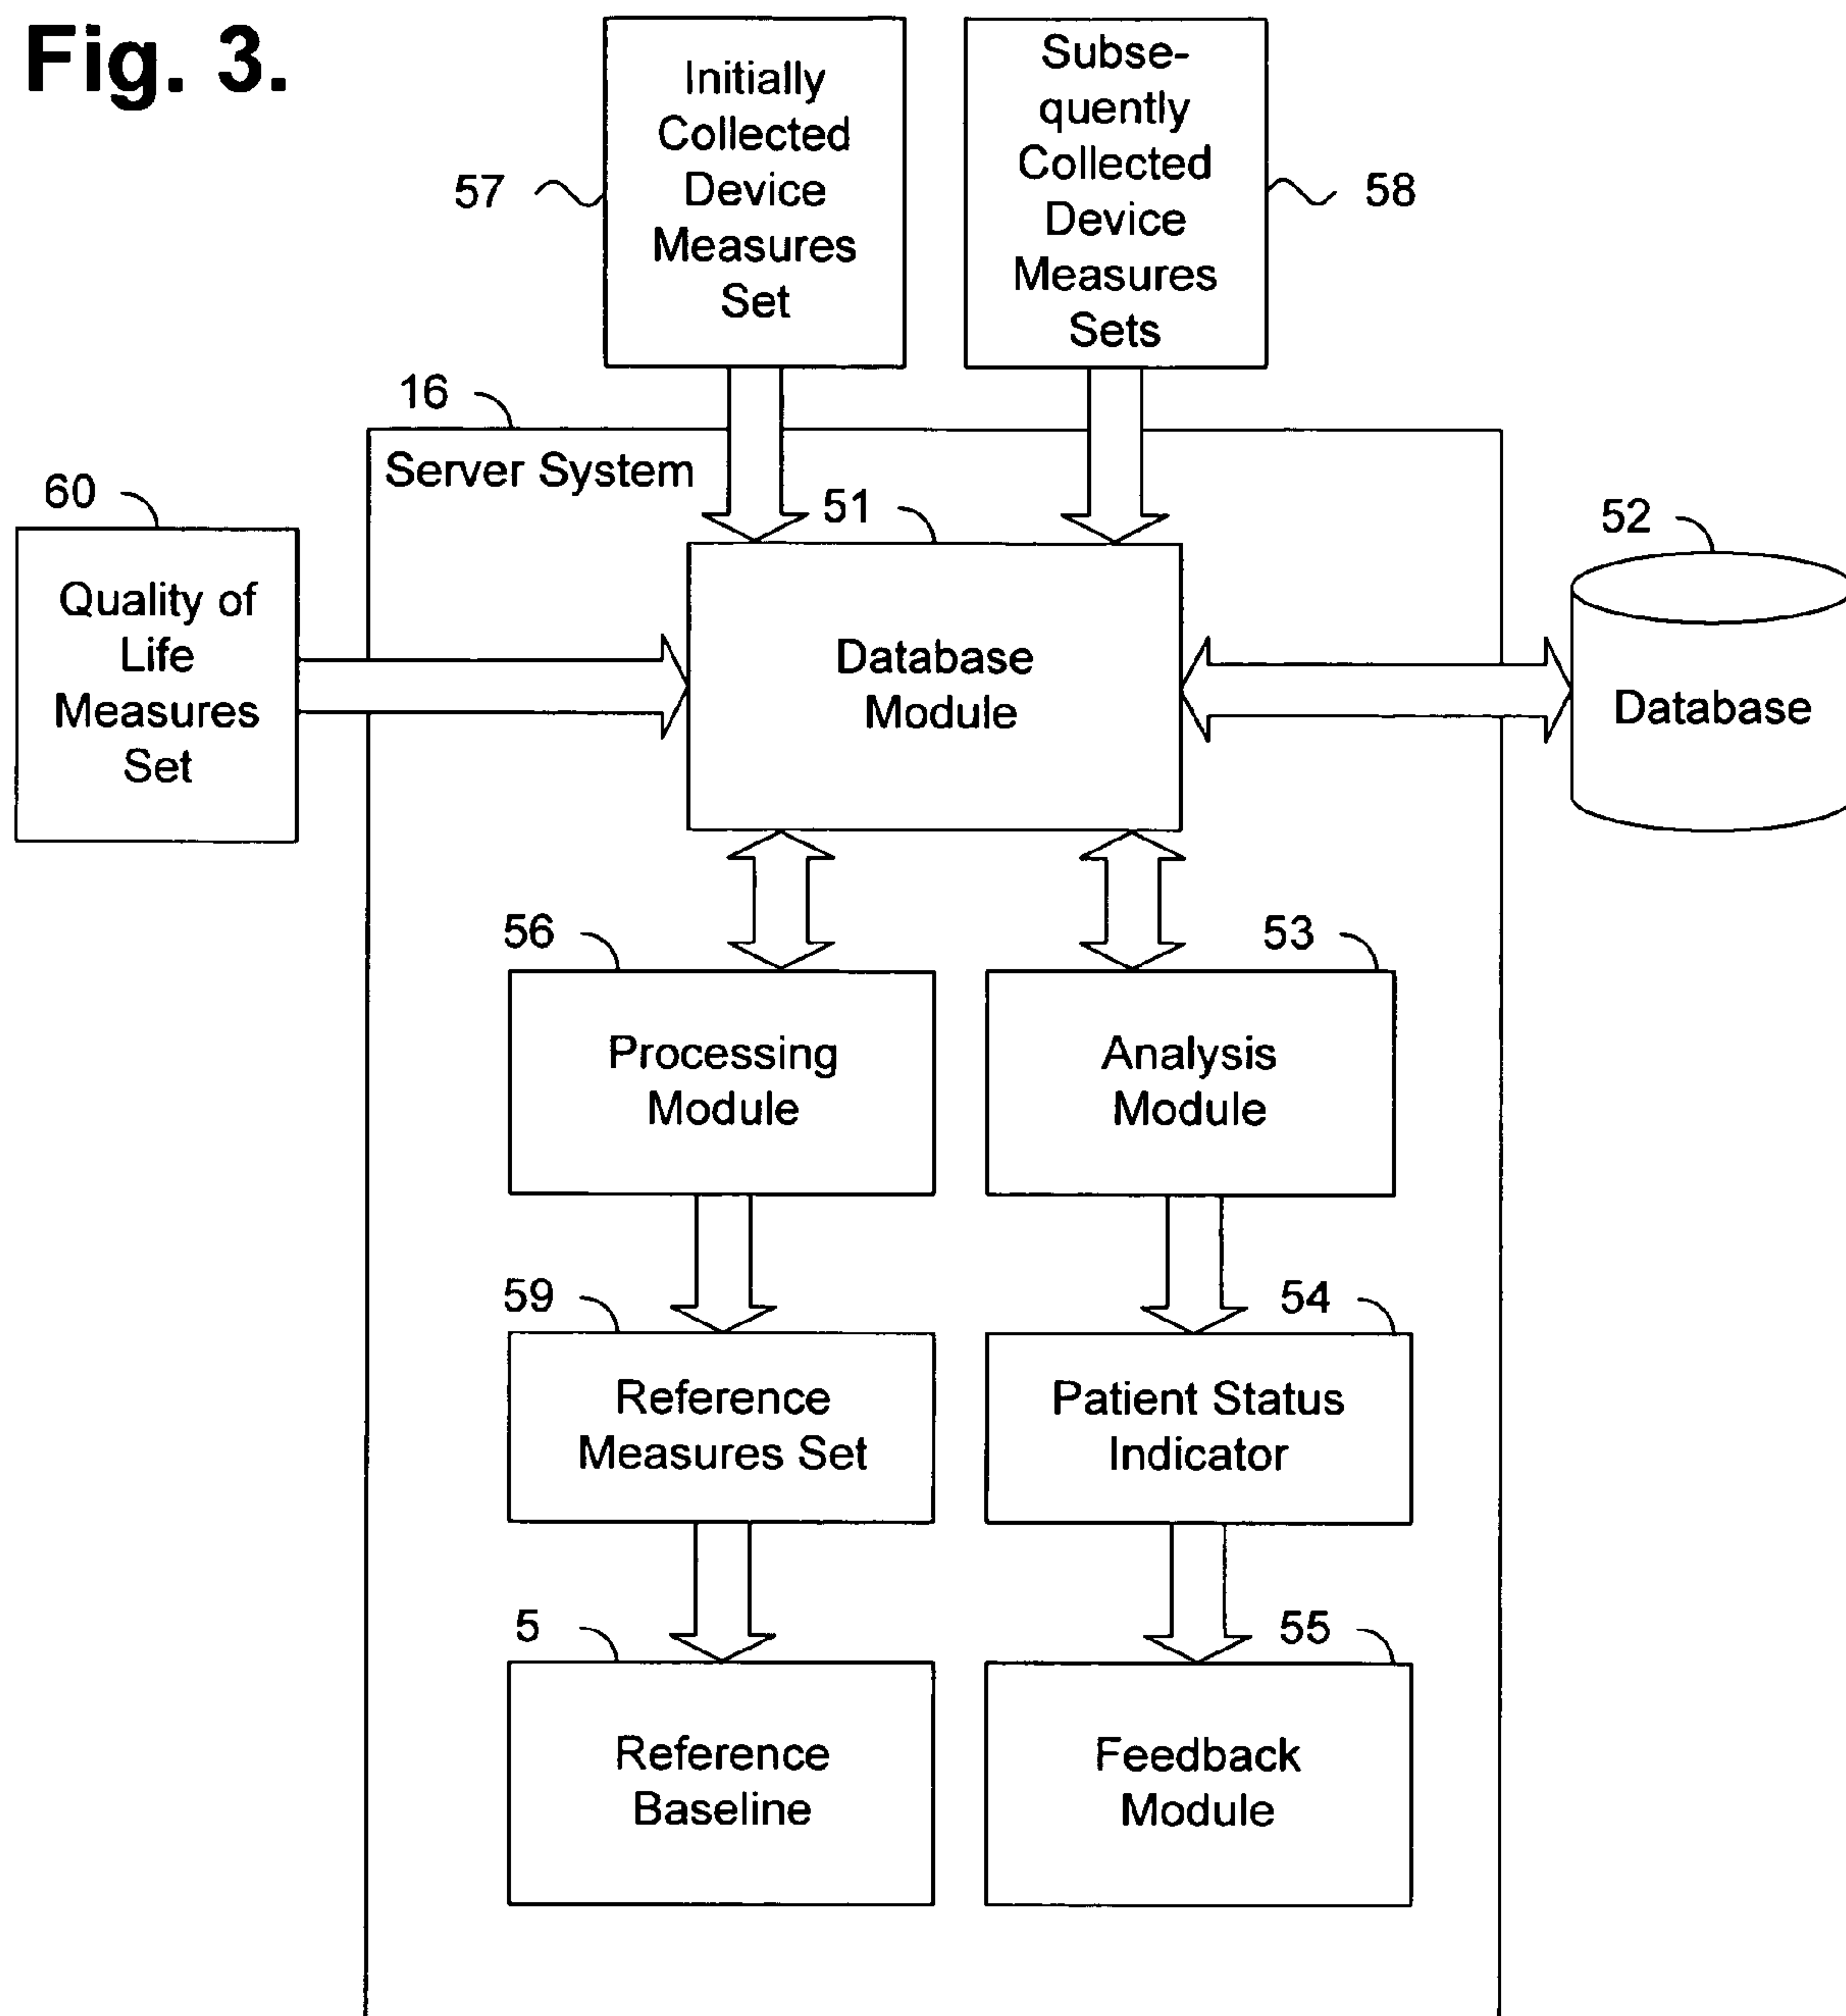 Fig. 3.
Initially
Collected
Device
Measures
Set
57
Subse-
quently
Collected
Device
Measures
Sets
58
16
Server System
60
Quality of
Life
Measures
Set
51
Database
Module
52
Database
56
Processing
Module
53
Analysis
Module
59
Reference
Measures Set
54
Patient Status
Indicator
5
Reference
Baseline
55
Feedback
Module